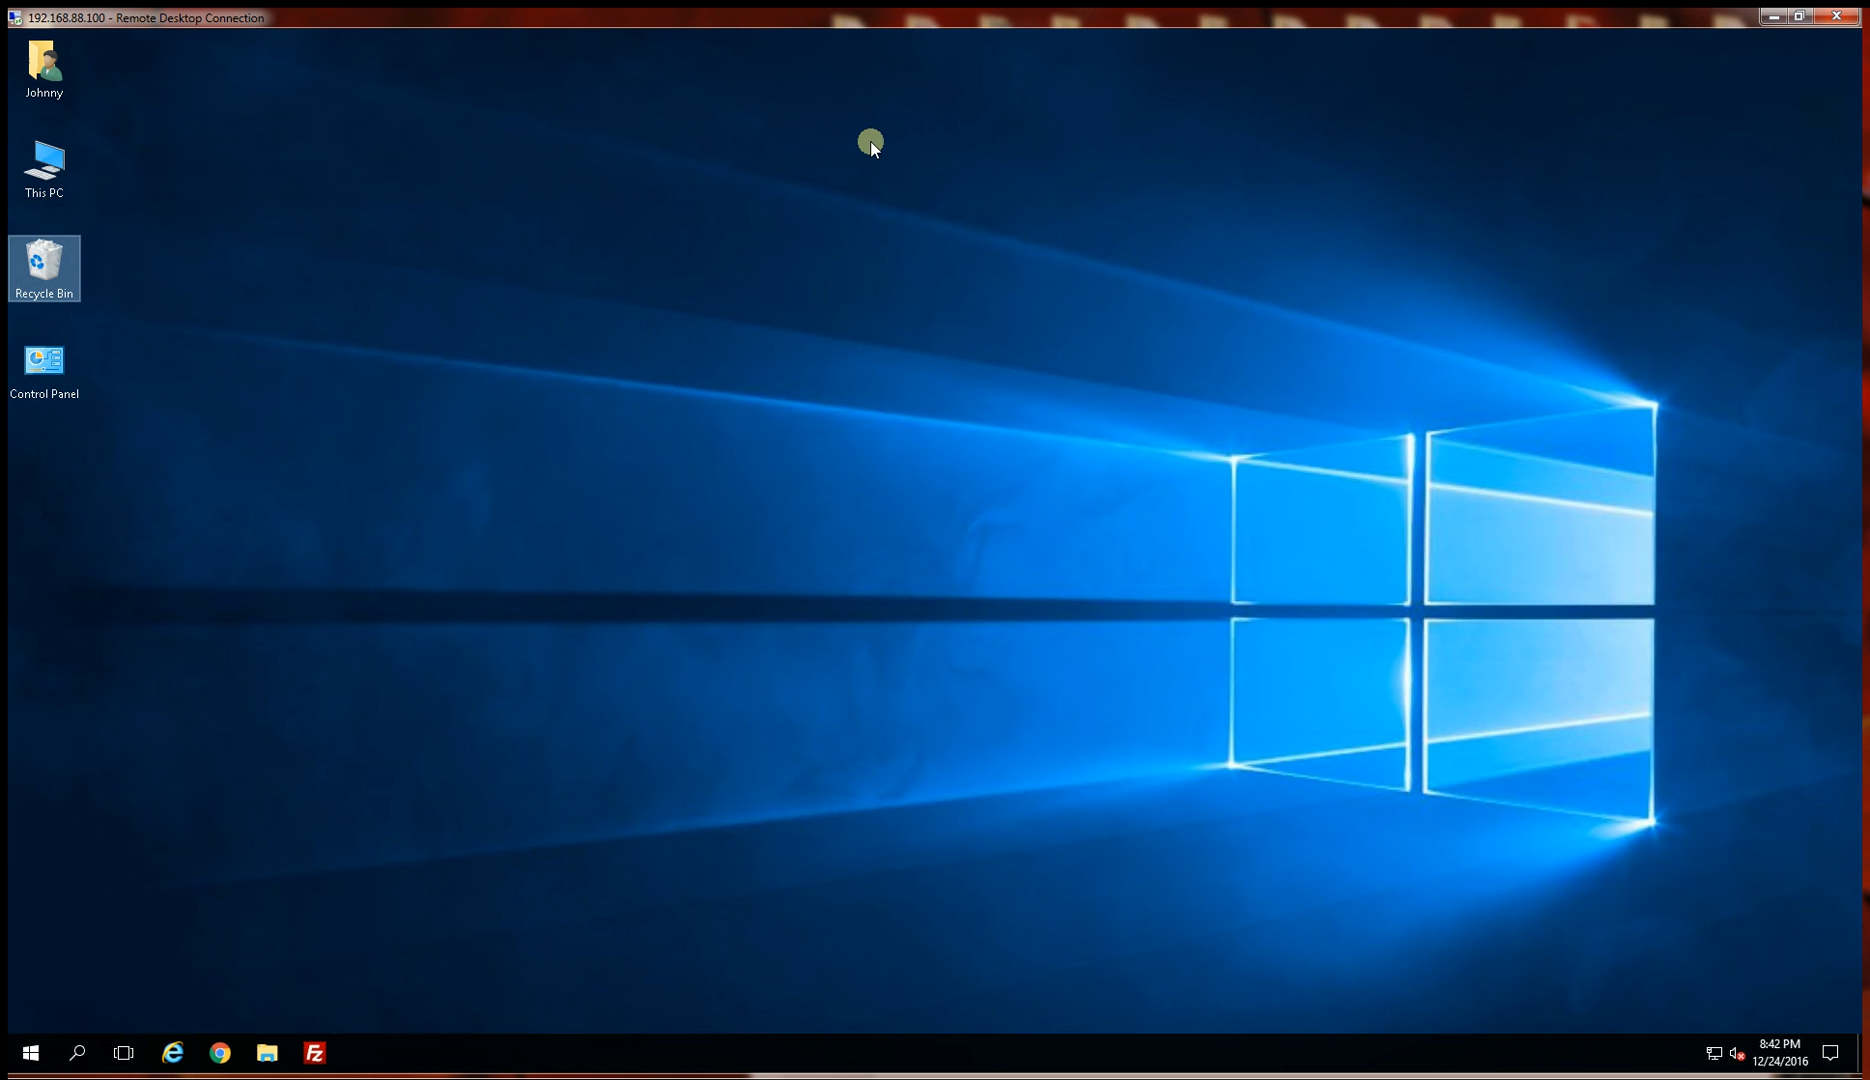 192.168.88.100 - Remote Desktop Connection
Johnny
This PC
Recycle Bin
Control Panel
8:42 PM
12/24/2016